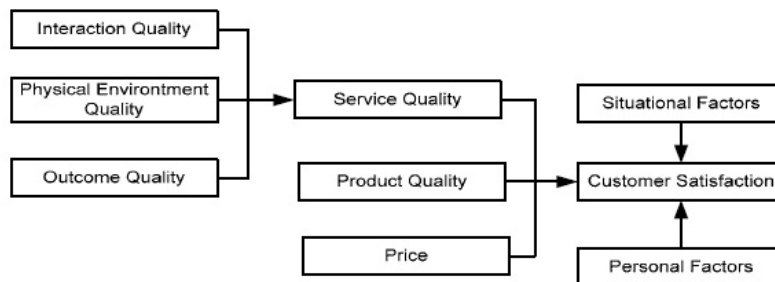 Interaction Quality
Physical Environtment
Quality
Service Quality
Situational Factors
Outcome Quality
Product Quality
Customer Satisfaction
Price
Personal Factors